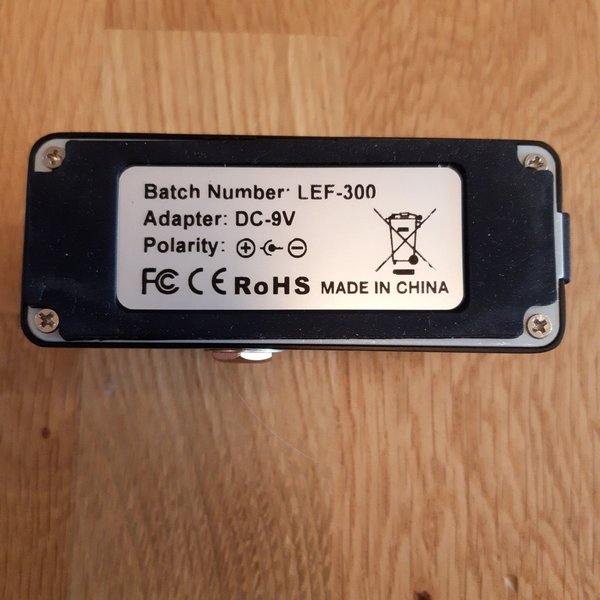 Batch Number: LEF-300
Adapter: DC-9V
Polarity:
FC CE RoHS MADE IN CHINA